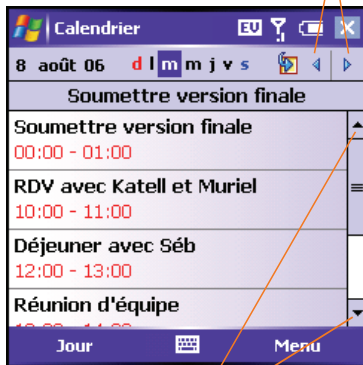 Calendrier
8 août 06 d l m m j v s
Soumettre version finale
Soumettre version finale
00:00 - 01:00
RDV avec Katell et Muriel
10:00 - 11:00
Déjeuner avec Séb
12:00 - 13:00
Réunion d'équipe
Jour Menu